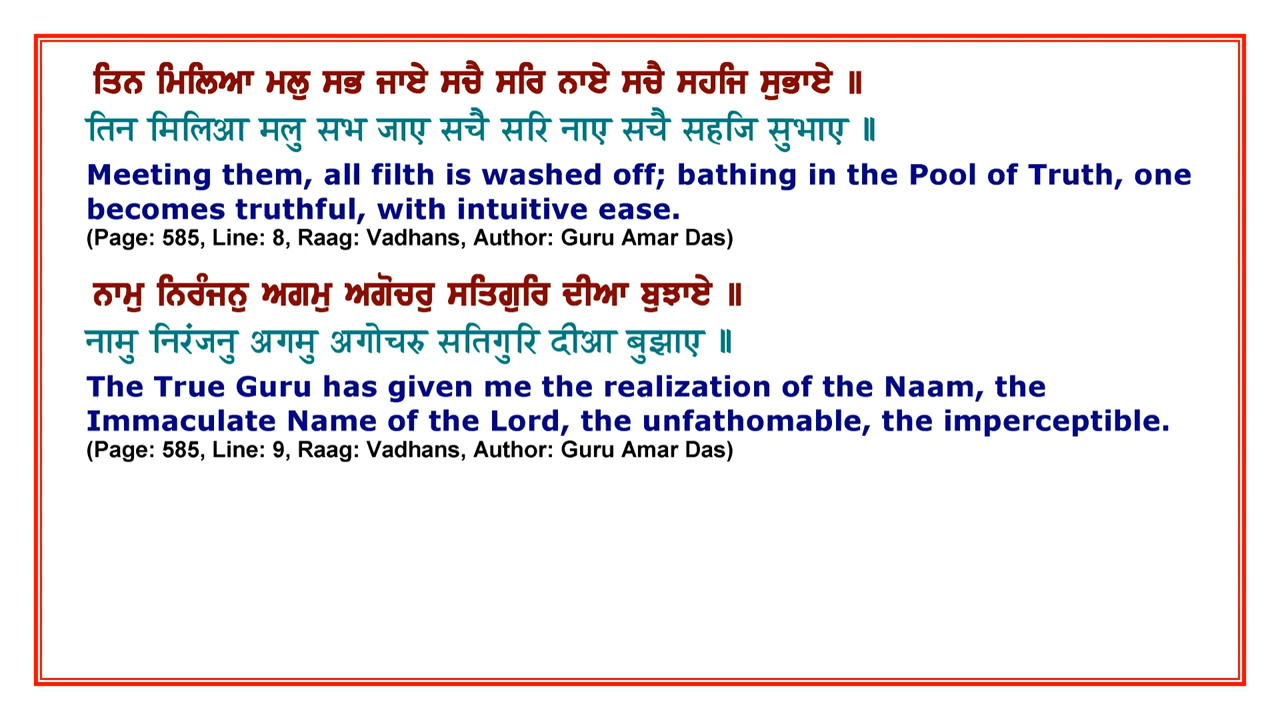 ਤਿਨ ਮਿਲਿਆ ਮਲੁ ਸਭ ਜਾਏ ਸਚੈ ਸਰਿ ਨਾਏ ਸਚੈ ਸਹਜਿ ਸੁਭਾਏ ॥
तिन मिलिआ मलु सभ जाए सचै सरि नाए सचै सहजि सुभाए ॥
Meeting them, all filth is washed off; bathing in the Pool of Truth, one
becomes truthful, with intuitive ease.
(Page: 585, Line: 8, Raag: Vadhans, Author: Guru Amar Das)
ਨਾਮੁ ਨਿਰੰਜਨੁ ਅਗਮੁ ਅਗੋਚਰੁ ਸਤਿਗੁਰਿ ਦੀਆ ਬੁਝਾਏ ॥
नामु निरंजनु अगमु अगोचरु सतिगुरि दीआ बुझाए ॥
The True Guru has given me the realization of the Naam, the
Immaculate Name of the Lord, the unfathomable, the imperceptible.
(Page: 585, Line: 9, Raag: Vadhans, Author: Guru Amar Das)